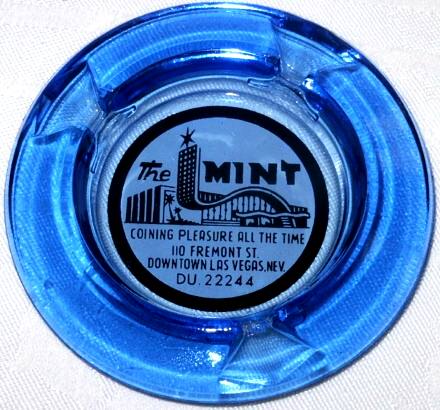 The MINT
COINING PLEASURE ALL THE TIME
110 FREMONT ST.
DOWNTOWN LAS VEGAS, NEV.
DU. 22244